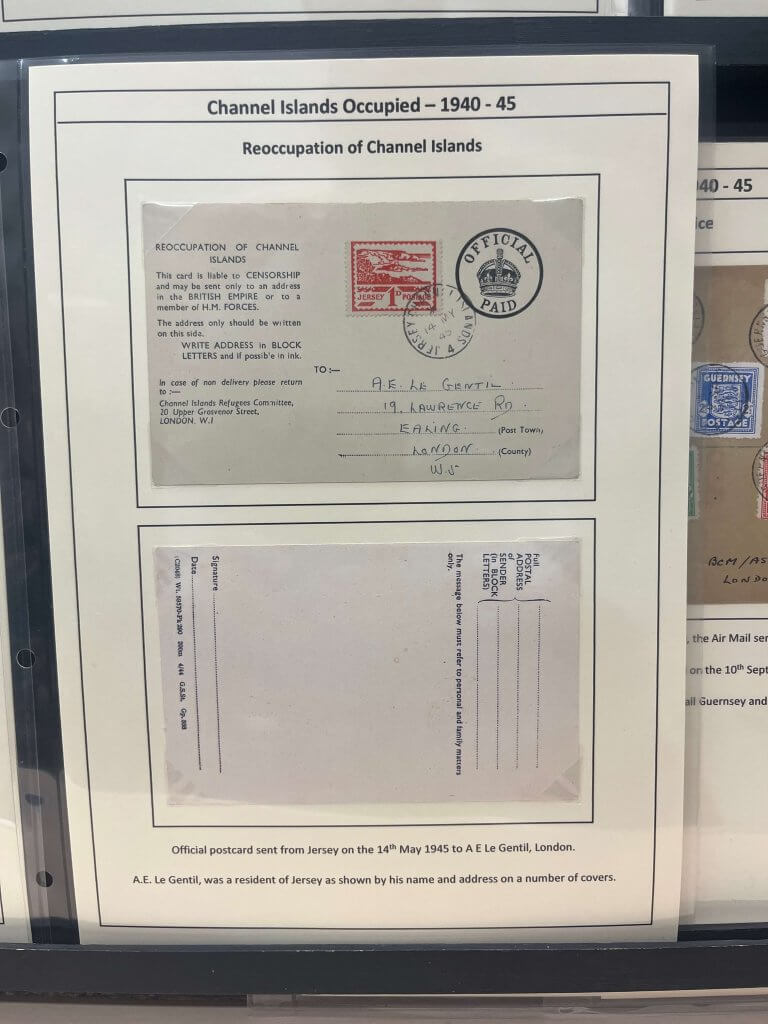 Channel Islands Occupied – 1940 - 45
Reoccupation of Channel Islands
REOCCUPATION OF CHANNEL
ISLANDS
This card is liable to CENSORSHIP
and may be sent only to an address
in the BRITISH EMPIRE or to a
member of H.M. FORCES.
The address only should be written
on this side.
WRITE ADDRESS in BLOCK
LETTERS and if possible in ink.
In case of non delivery please return
to :—
Channel Islands Refugees Committee,
20 Upper Grosvenor Street,
LONDON, W.1
JERSEY 1D POSTAGE
OFFICIAL
PAID
14 MY
45
JERSEY
4
TO :—
A.E. LE GENTIL.
19, LAWRENCE RD.
EALING. (Post Town)
LONDON. (County)
W.5
Full
POSTAL
ADDRESS
of
SENDER
(in BLOCK
LETTERS)
The message below must refer to personal and family matters
only.
Signature
Date
Official postcard sent from Jersey on the 14th May 1945 to A E Le Gentil, London.
A.E. Le Gentil, was a resident of Jersey as shown by his name and address on a number of covers.
40 - 45
ice
GUERNSEY
POSTAGE
BCM/AS
LONDO
, the Air Mail ser
on the 10th Sept
all Guernsey and